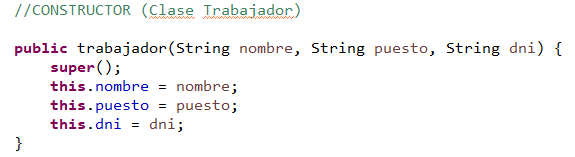 //CONSTRUCTOR (Clase Trabajador)
public trabajador(String nombre, String puesto, String dni) {
super();
this.nombre = nombre;
this.puesto = puesto;
this.dni = dni;
}